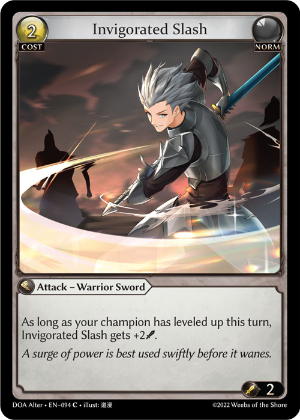 2
COST
Invigorated Slash
NORM
Attack – Warrior Sword
As long as your champion has leveled up this turn,
Invigorated Slash gets +2.
A surge of power is best used swiftly before it wanes.
2
DOA Alter • EN-094 C • illust:
©2022 Weebs of the Shore